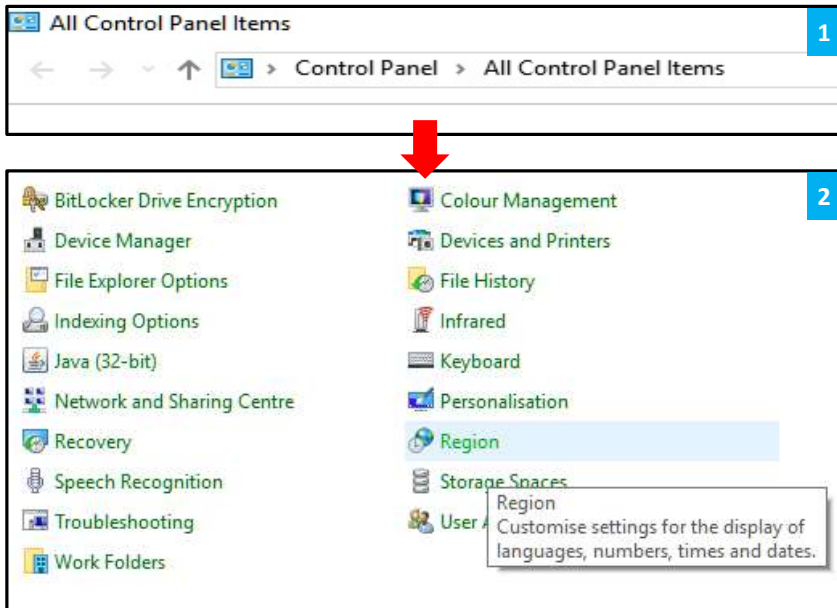 All Control Panel Items
1
Control Panel > All Control Panel Items
2
BitLocker Drive Encryption
Colour Management
Device Manager
Devices and Printers
File Explorer Options
File History
Indexing Options
Infrared
Java (32-bit)
Keyboard
Network and Sharing Centre
Personalisation
Recovery
Region
Speech Recognition
Storage Spaces
Troubleshooting
User
Work Folders
Region
Customise settings for the display of
languages, numbers, times and dates.